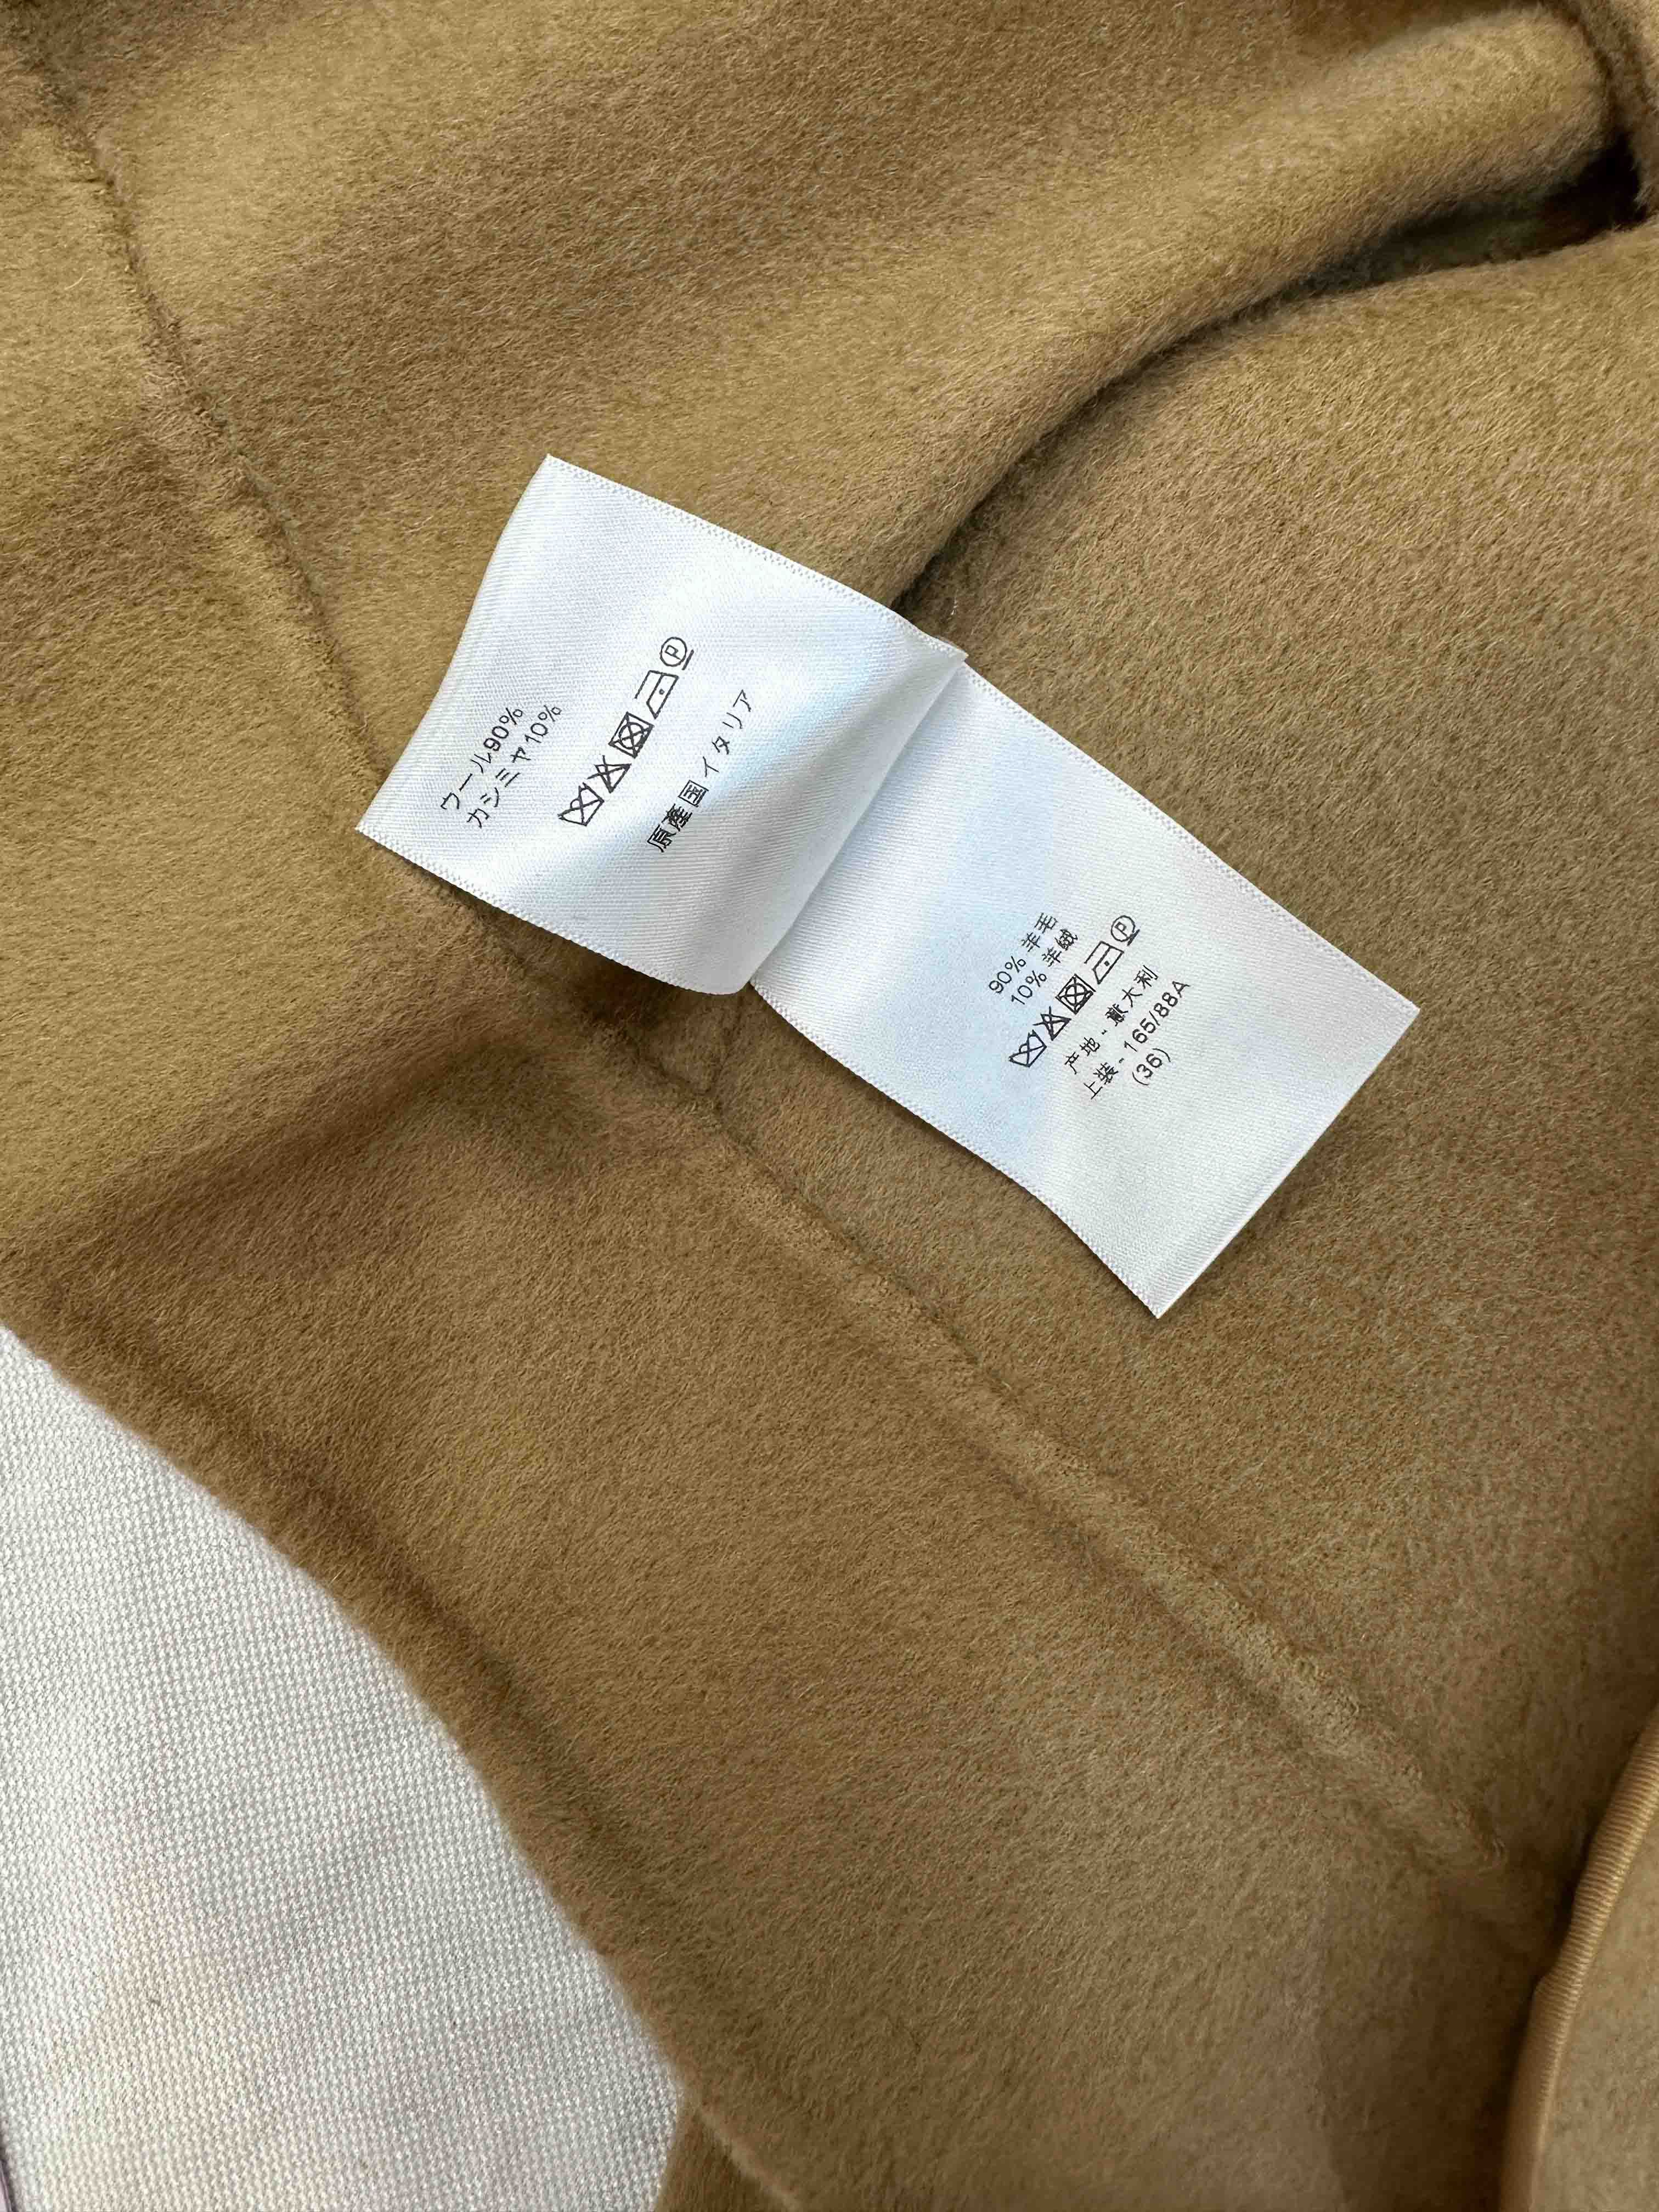 ウール90%
カシミヤ10%
P
原產国イタリア
90% 羊毛
10% 羊绒
P
产地-意大利
上装-165/88A
(36)